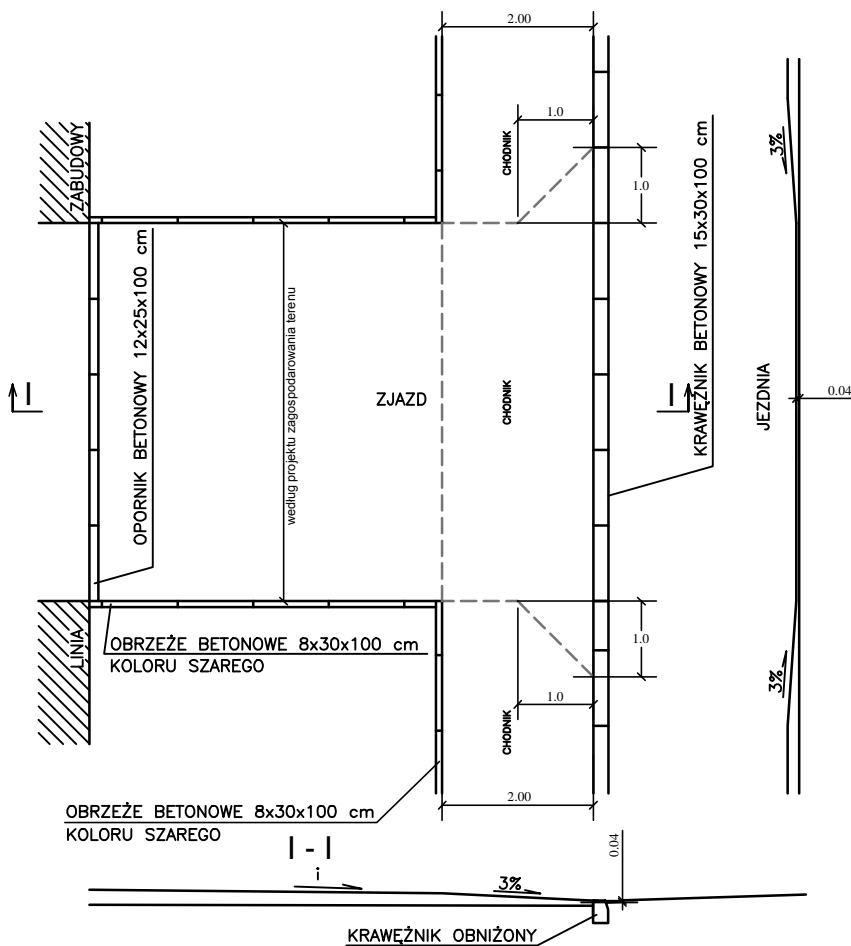 2.00
1.0
ZABUDOWY
CHODNIK
3%
1.0
OPORNIK BETONOWY 12x25x100 cm
według projektu zagospodarowania terenu
ZJAZD
CHODNIK
KRAWĘŻNIK BETONOWY 15x30x100 cm
JEZDNIA
I
I
0.04
LINIA
OBRZEŻE BETONOWE 8x30x100 cm
KOLORU SZAREGO
1.0
3%
1.0
CHODNIK
2.00
OBRZEŻE BETONOWE 8x30x100 cm
KOLORU SZAREGO
I - I
i
3%
0.04
KRAWĘŻNIK OBNIŻONY